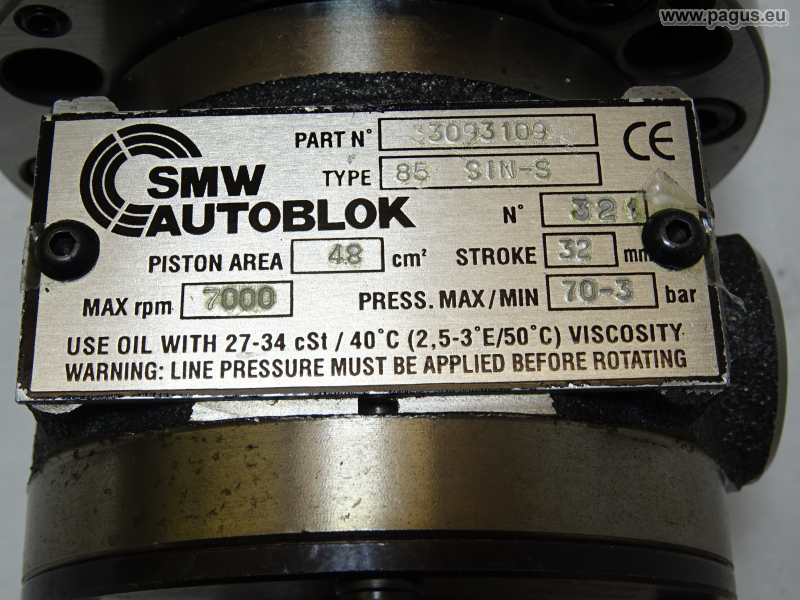 www.pagus.eu
PART N° 33093109
CE
TYPE 85 SIN-S
SMW
AUTOBLOK
N° 321
PISTON AREA 48 cm² STROKE 32 mm
MAX rpm 7000 PRESS. MAX/MIN 70-3 bar
USE OIL WITH 27-34 cSt / 40°C (2,5-3°E/50°C) VISCOSITY
WARNING: LINE PRESSURE MUST BE APPLIED BEFORE ROTATING